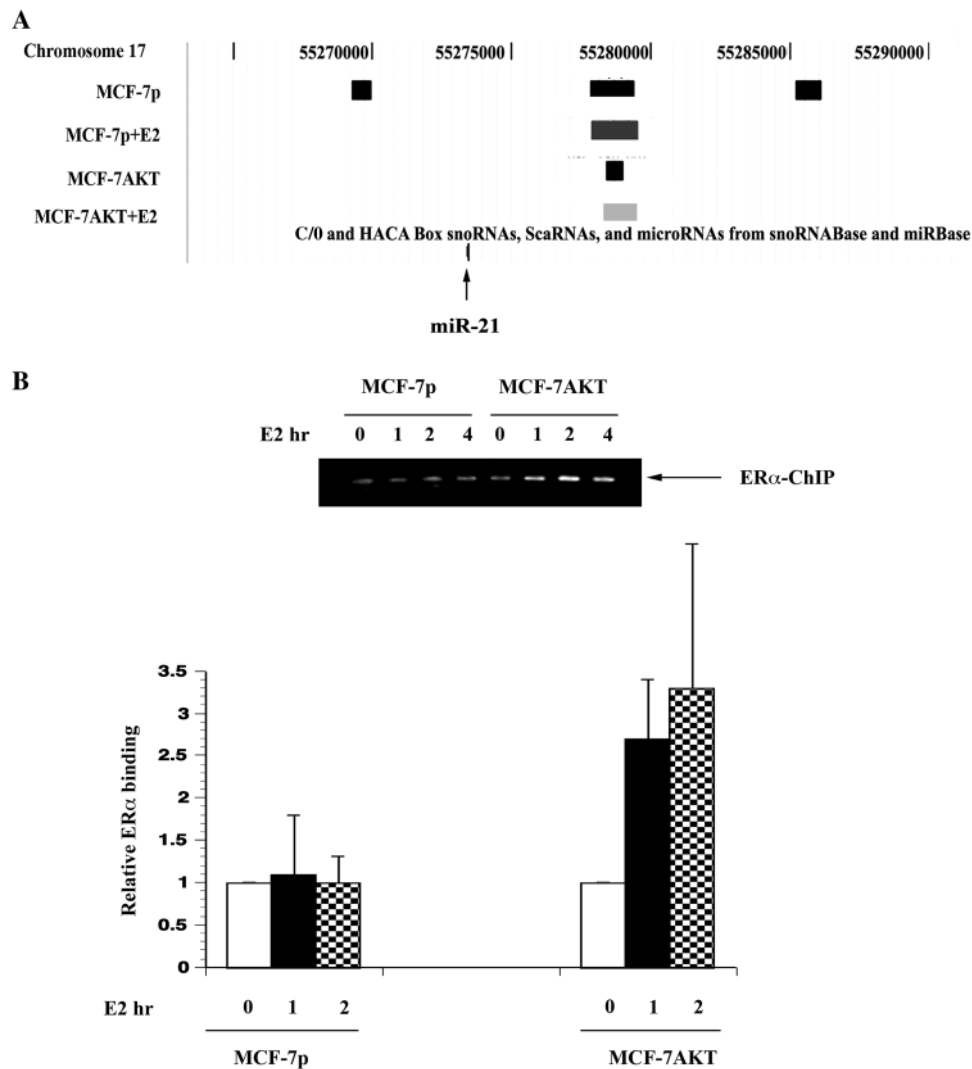 A
Chromosome 17 55270000 55275000 55280000 55285000 55290000
MCF-7p
MCF-7p+E2
MCF-7AKT
MCF-7AKT+E2
C/0 and HACA Box snoRNAs, ScaRNAs, and microRNAs from snoRNABase and miRBase
miR-21
B
MCF-7p MCF-7AKT
E2 hr 0 1 2 4 0 1 2 4
ERα-ChIP
Relative ERα binding
3.5
3
2.5
2
1.5
1
0.5
0
E2 hr 0 1 2 0 1 2
MCF-7p MCF-7AKT